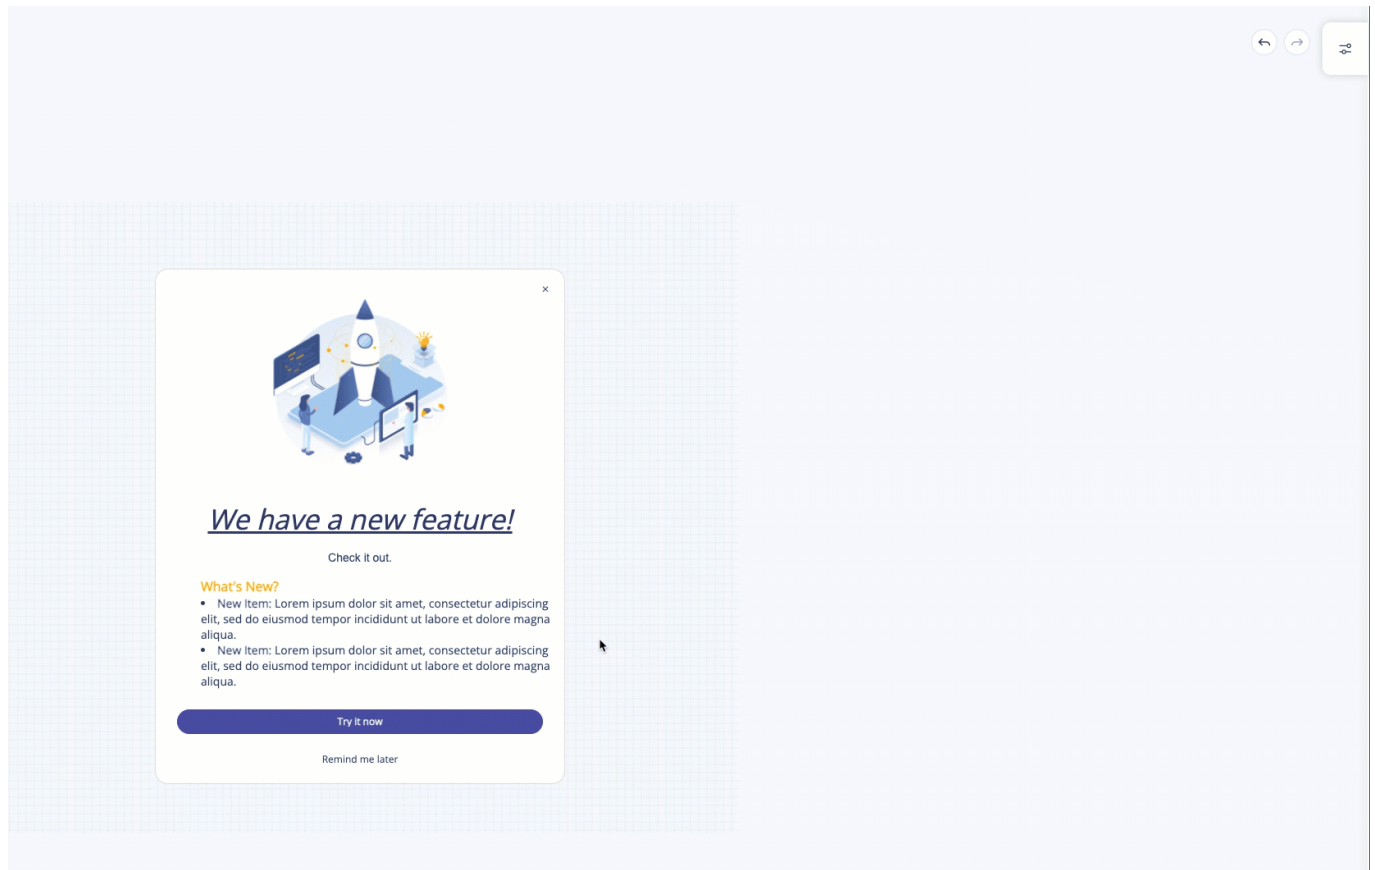 ×
We have a new feature!
Check it out.
What's New?
• New Item: Lorem ipsum dolor sit amet, consectetur adipiscing
elit, sed do eiusmod tempor incididunt ut labore et dolore magna
aliqua.
• New Item: Lorem ipsum dolor sit amet, consectetur adipiscing
elit, sed do eiusmod tempor incididunt ut labore et dolore magna
aliqua.
Try it now
Remind me later